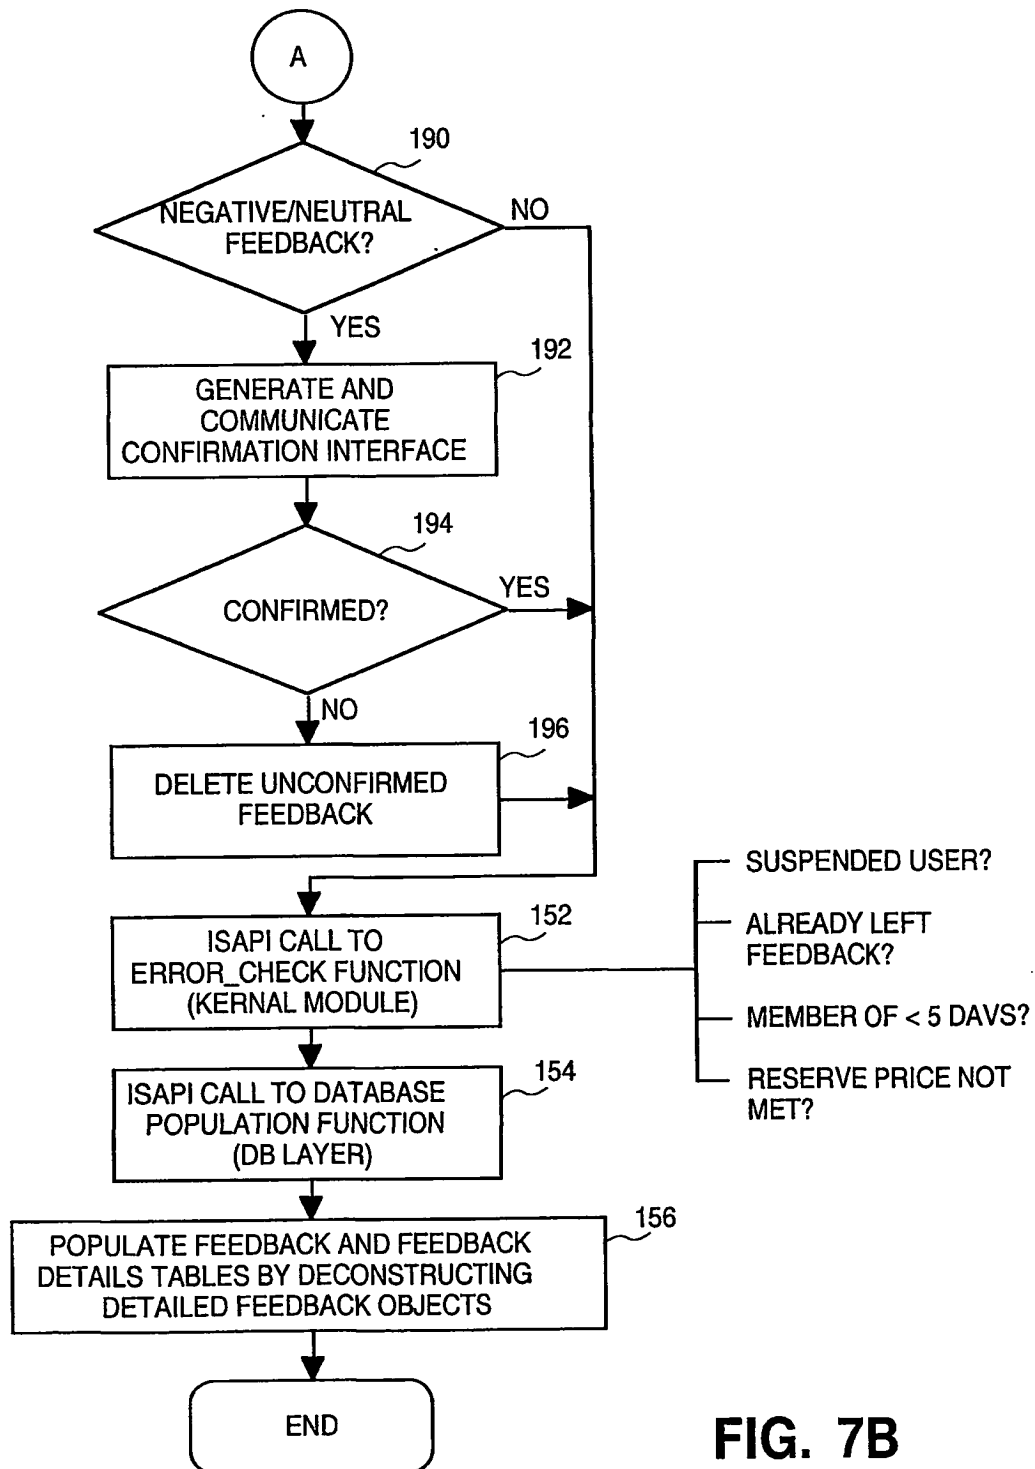 A
190
NEGATIVE/NEUTRAL
FEEDBACK?
NO
YES
192
GENERATE AND
COMMUNICATE
CONFIRMATION INTERFACE
194
CONFIRMED?
YES
NO
196
DELETE UNCONFIRMED
FEEDBACK
152
ISAPI CALL TO
ERROR_CHECK FUNCTION
(KERNAL MODULE)
SUSPENDED USER?
ALREADY LEFT
FEEDBACK?
MEMBER OF < 5 DAVS?
RESERVE PRICE NOT
MET?
154
ISAPI CALL TO DATABASE
POPULATION FUNCTION
(DB LAYER)
156
POPULATE FEEDBACK AND FEEDBACK
DETAILS TABLES BY DECONSTRUCTING
DETAILED FEEDBACK OBJECTS
END
FIG. 7B